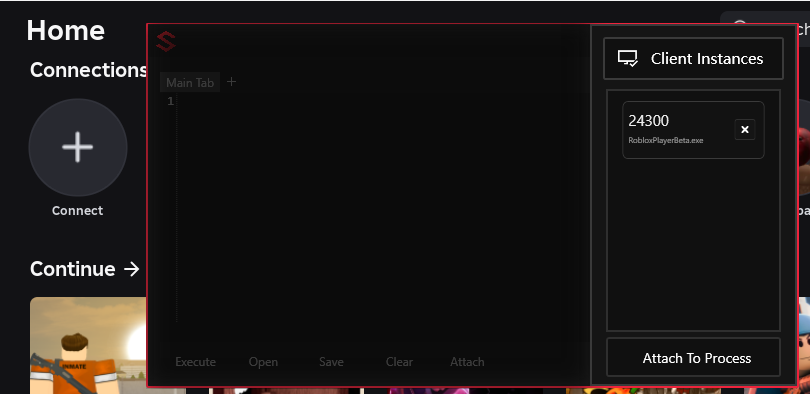 Home
Connections
Connect
Continue →
INMATE
Main Tab +
1
Execute Open Save Clear Attach
Client Instances
24300
RobloxPlayerBeta.exe
Attach To Process